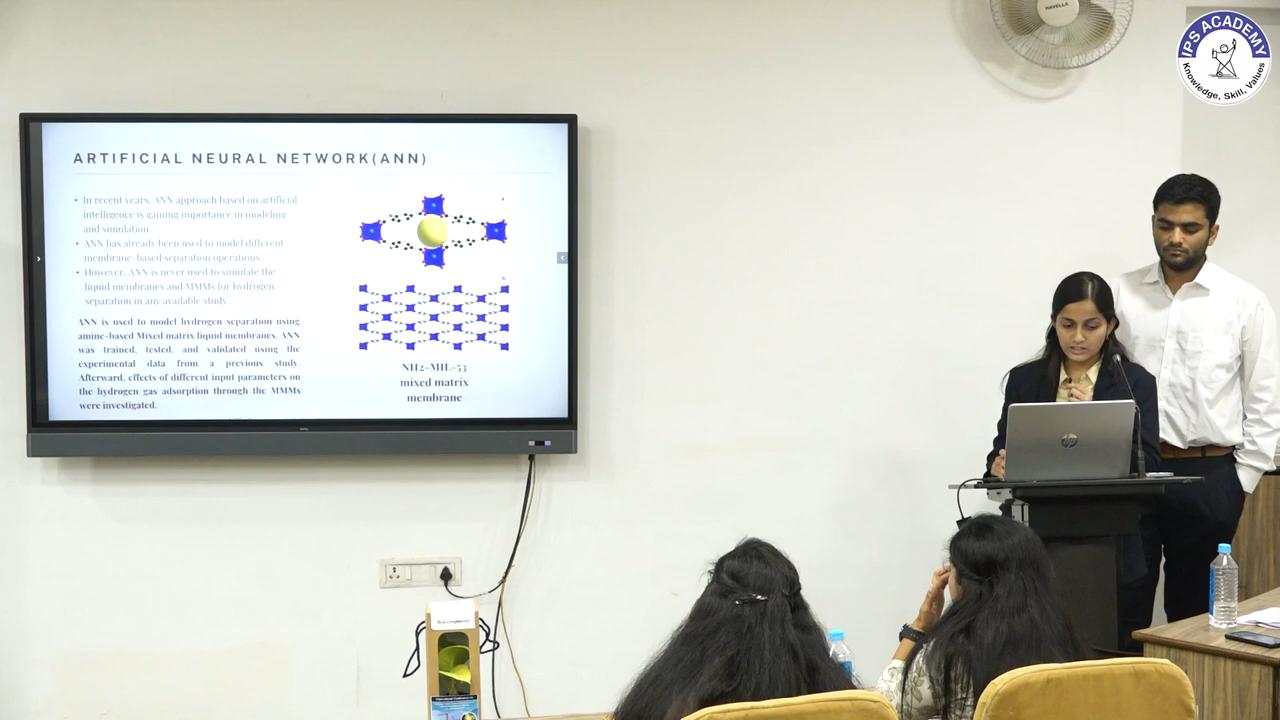 HAVELLS
IPS ACADEMY
Knowledge, Skill, Values
ARTIFICIAL NEURAL NETWORK(ANN)
• In recent years, ANN approach based on artificial
intelligence is gaining importance in modeling
and simulation.
• ANN has already been used to model different
membrane-based separation operations.
• However, ANN is never used to simulate the
liquid membranes and MMMs for hydrogen
separation in any available study.
ANN is used to model hydrogen separation using
amine-based Mixed matrix liquid membranes. ANN
was trained, tested, and validated using the
experimental data from a previous study.
Afterward, effects of different input parameters on
the hydrogen gas adsorption through the MMMs
were investigated.
a
b
NH2-MIL-53
mixed matrix
membrane
hp